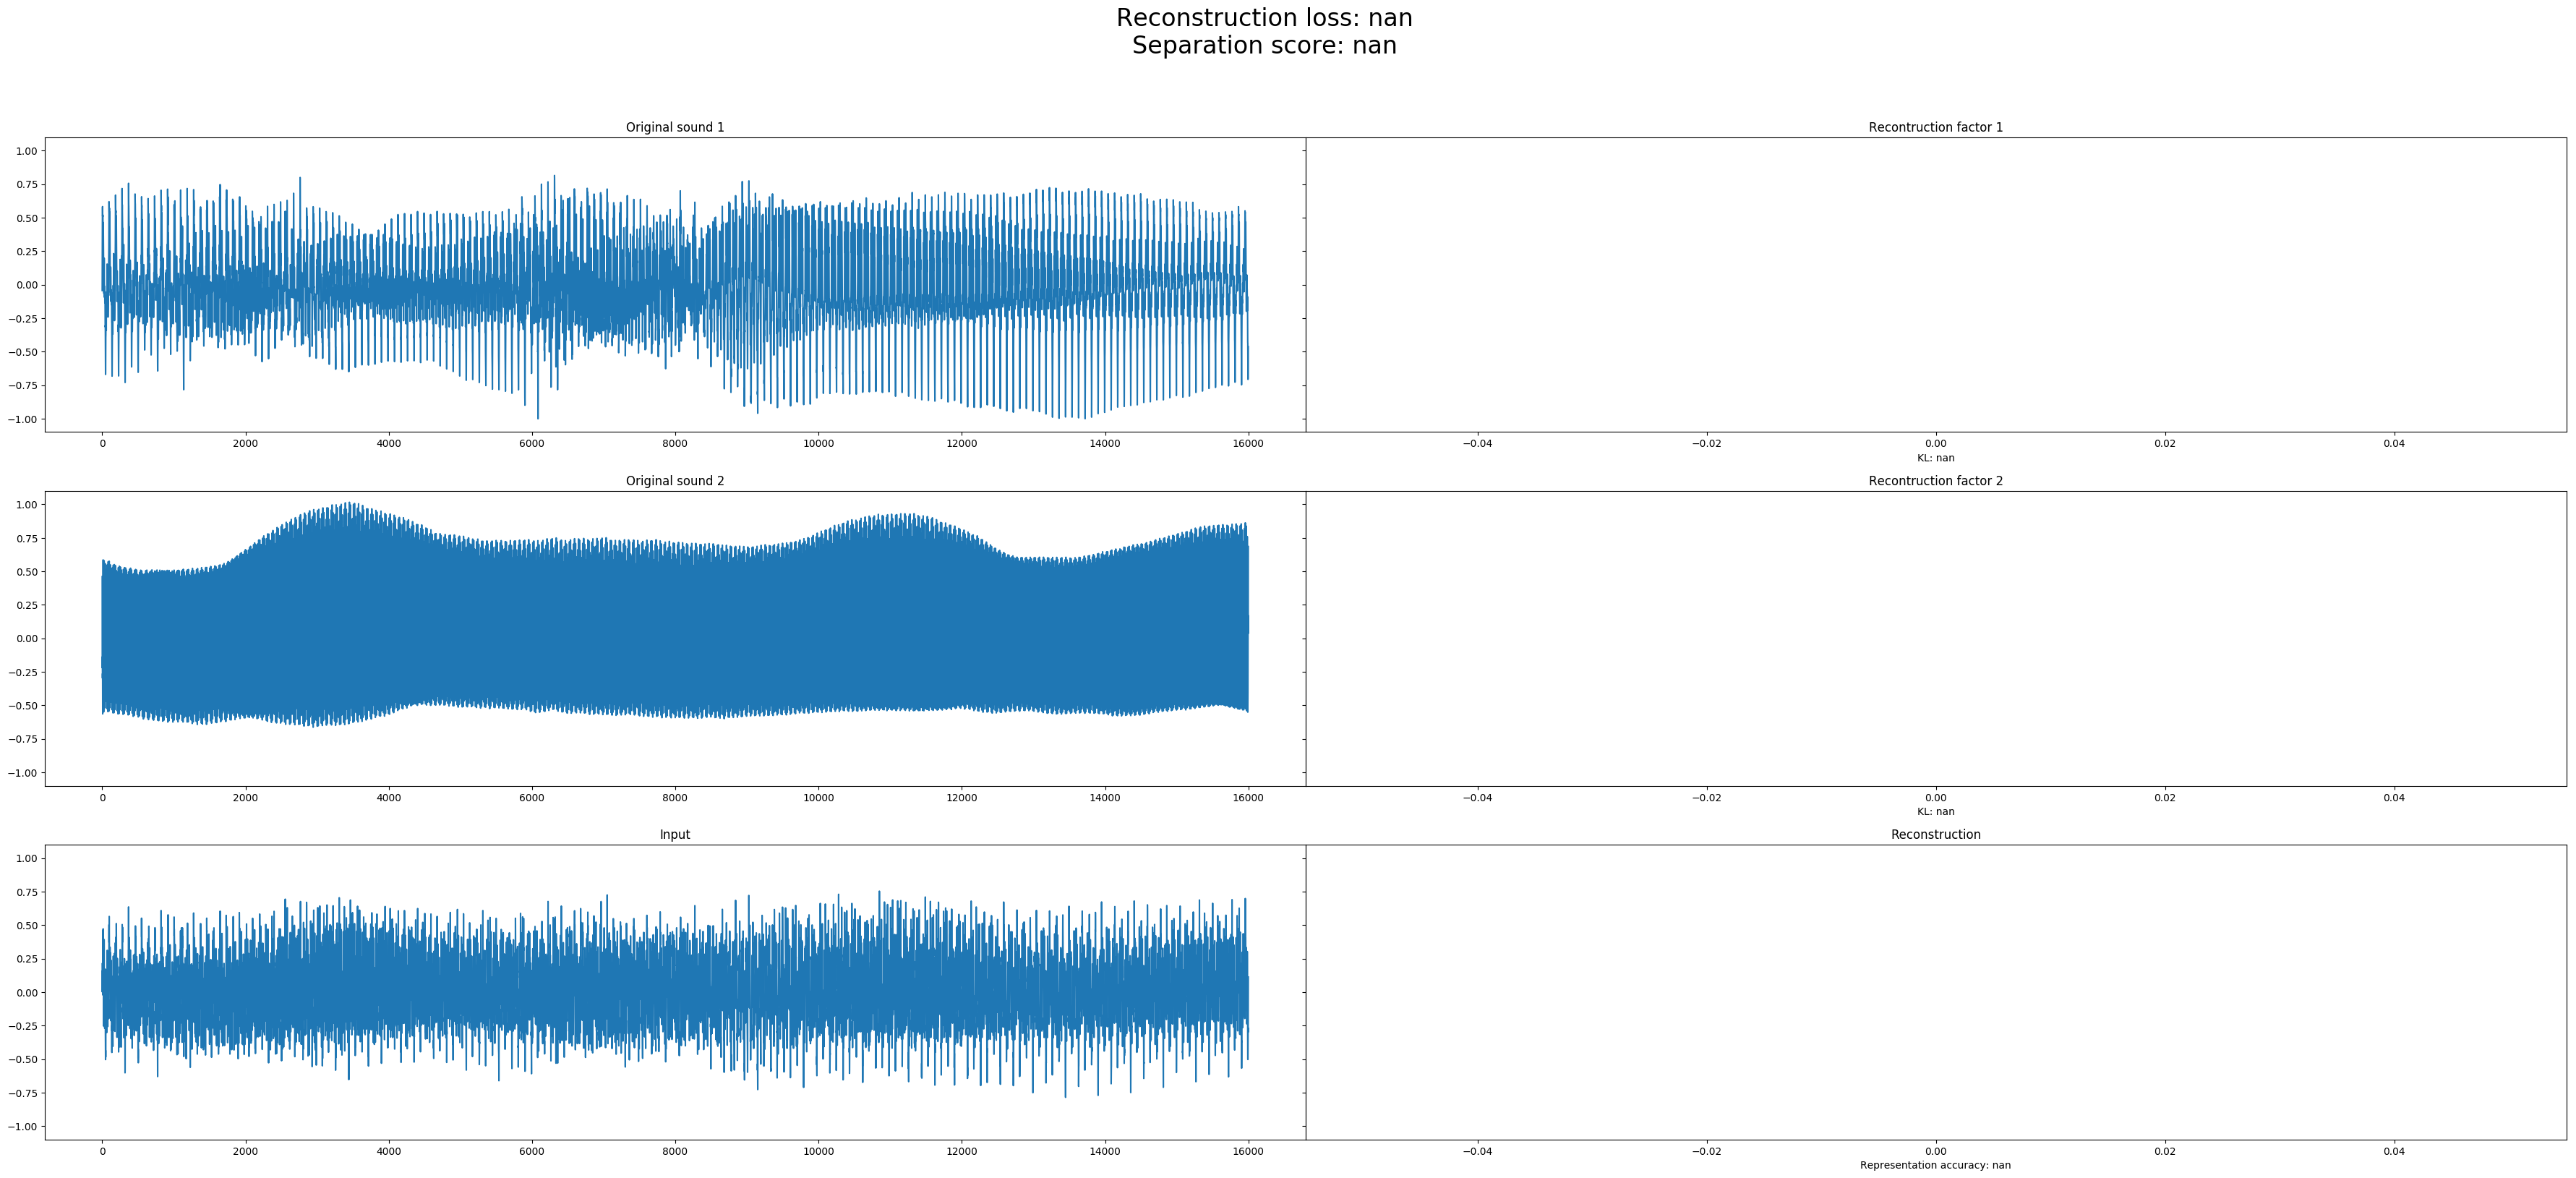 Reconstruction loss: nan
Separation score: nan
Original sound 1
Recontruction factor 1
1.00
0.75
0.50
0.25
0.00
−0.25
−0.50
−0.75
−1.00
0 2000 4000 6000 8000 10000 12000 14000 16000
−0.04 −0.02 0.00 0.02 0.04
KL: nan
Original sound 2
Recontruction factor 2
1.00
0.75
0.50
0.25
0.00
−0.25
−0.50
−0.75
−1.00
0 2000 4000 6000 8000 10000 12000 14000 16000
−0.04 −0.02 0.00 0.02 0.04
KL: nan
Input
Reconstruction
1.00
0.75
0.50
0.25
0.00
−0.25
−0.50
−0.75
−1.00
0 2000 4000 6000 8000 10000 12000 14000 16000
−0.04 −0.02 0.00 0.02 0.04
Representation accuracy: nan